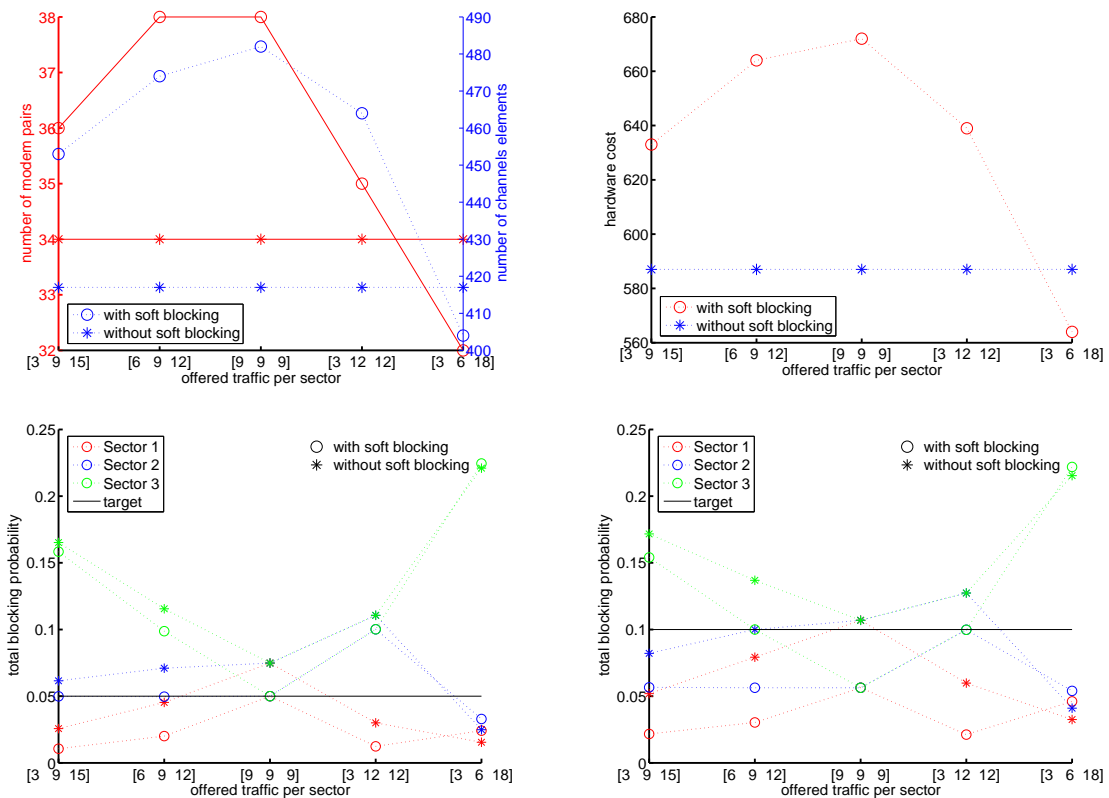 38
37
36
35
34
33
32
number of modem pairs
490
480
470
460
450
440
430
420
410
400
number of channels elements
with soft blocking
without soft blocking
[3 9 15]
[6 9 12]
[9 9 9]
[3 12 12]
[3 6 18]
offered traffic per sector
680
660
640
620
600
580
560
hardware cost
with soft blocking
without soft blocking
[3 9 15]
[6 9 12]
[9 9 9]
[3 12 12]
[3 6 18]
offered traffic per sector
0.25
0.2
0.15
0.1
0.05
0
total blocking probability
Sector 1
Sector 2
Sector 3
target
with soft blocking
without soft blocking
[3 9 15]
[6 9 12]
[9 9 9]
[3 12 12]
[3 6 18]
offered traffic per sector
0.25
0.2
0.15
0.1
0.05
0
total blocking probability
Sector 1
Sector 2
Sector 3
target
with soft blocking
without soft blocking
[3 9 15]
[6 9 12]
[9 9 9]
[3 12 12]
[3 6 18]
offered traffic per sector